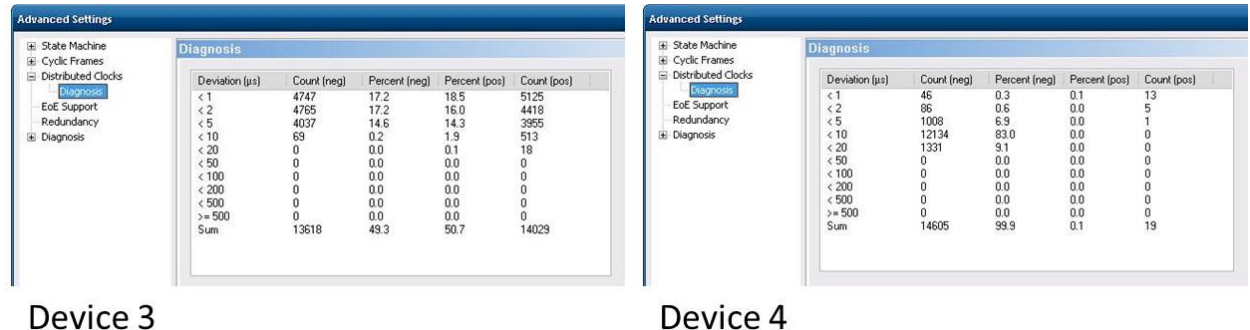 Advanced Settings
State Machine
Cyclic Frames
Distributed Clocks
Diagnosis
EoE Support
Redundancy
Diagnosis
Diagnosis
Deviation (µs) Count (neg) Percent (neg) Percent (pos) Count (pos)
< 1 4747 17.2 18.5 5125
< 2 4765 17.2 16.0 4418
< 5 4037 14.6 14.3 3955
< 10 69 0.2 1.9 513
< 20 0 0.0 0.1 18
< 50 0 0.0 0.0 0
< 100 0 0.0 0.0 0
< 200 0 0.0 0.0 0
< 500 0 0.0 0.0 0
>= 500 0 0.0 0.0 0
Sum 13618 49.3 50.7 14029
Device 3
Advanced Settings
State Machine
Cyclic Frames
Distributed Clocks
Diagnosis
EoE Support
Redundancy
Diagnosis
Diagnosis
Deviation (µs) Count (neg) Percent (neg) Percent (pos) Count (pos)
< 1 46 0.3 0.1 13
< 2 86 0.6 0.0 5
< 5 1008 6.9 0.0 1
< 10 12134 83.0 0.0 0
< 20 1331 9.1 0.0 0
< 50 0 0.0 0.0 0
< 100 0 0.0 0.0 0
< 200 0 0.0 0.0 0
< 500 0 0.0 0.0 0
>= 500 0 0.0 0.0 0
Sum 14605 99.9 0.1 19
Device 4